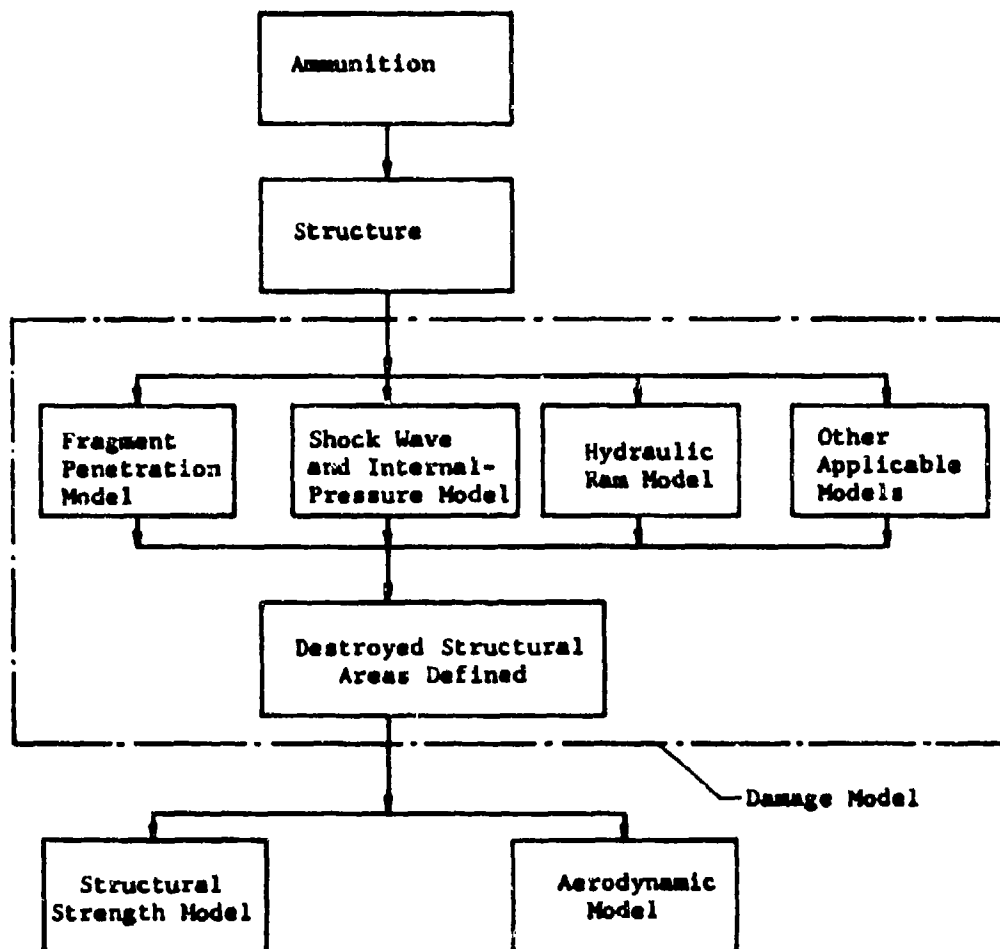 Ammunition
Structure
Fragment
Penetration
Model
Shock Wave
and Internal-
Pressure Model
Hydraulic
Ram Model
Other
Applicable
Models
Destroyed Structural
Areas Defined
Damage Model
Structural
Strength Model
Aerodynamic
Model